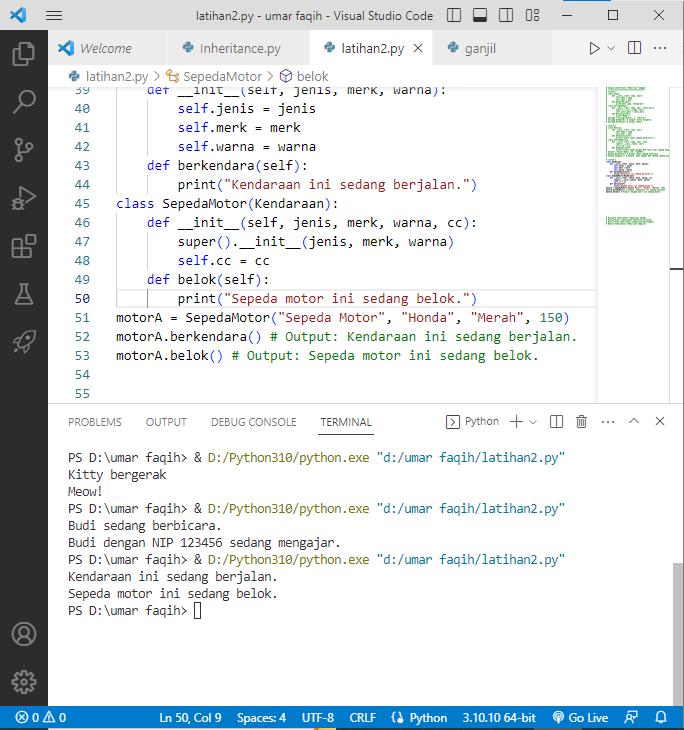 latihan2.py - umar faqih - Visual Studio Code
Welcome Inheritance.py latihan2.py ganjil
latihan2.py > SepedaMotor > belok
39 def __init__(self, jenis, merk, warna):
40 self.jenis = jenis
41 self.merk = merk
42 self.warna = warna
43 def berkendara(self):
44 print("Kendaraan ini sedang berjalan.")
45 class SepedaMotor(Kendaraan):
46 def __init__(self, jenis, merk, warna, cc):
47 super().__init__(jenis, merk, warna)
48 self.cc = cc
49 def belok(self):
50 print("Sepeda motor ini sedang belok.")
51 motorA = SepedaMotor("Sepeda Motor", "Honda", "Merah", 150)
52 motorA.berkendara() # Output: Kendaraan ini sedang berjalan.
53 motorA.belok() # Output: Sepeda motor ini sedang belok.
54
55
PROBLEMS OUTPUT DEBUG CONSOLE TERMINAL Python
PS D:\umar faqih> & D:/Python310/python.exe "d:/umar faqih/latihan2.py"
Kitty bergerak
Meow!
PS D:\umar faqih> & D:/Python310/python.exe "d:/umar faqih/latihan2.py"
Budi sedang berbicara.
Budi dengan NIP 123456 sedang mengajar.
PS D:\umar faqih> & D:/Python310/python.exe "d:/umar faqih/latihan2.py"
Kendaraan ini sedang berjalan.
Sepeda motor ini sedang belok.
PS D:\umar faqih>
0 0 Ln 50, Col 9 Spaces: 4 UTF-8 CRLF Python 3.10.10 64-bit Go Live